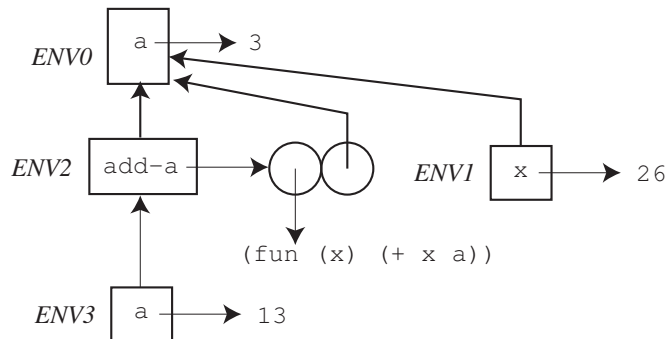 a 3
ENV0
ENV2 add-a ENV1 x 26
(fun (x) (+ x a))
ENV3 a 13